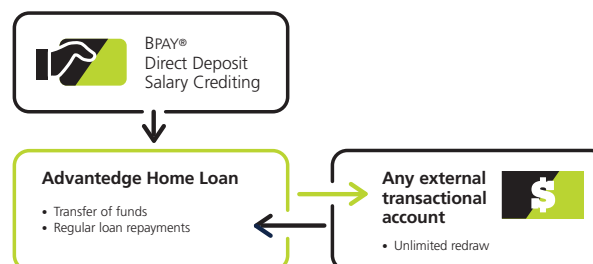 BPAY®
Direct Deposit
Salary Crediting
Advantedge Home Loan
• Transfer of funds
• Regular loan repayments
Any external
transactional
account
• Unlimited redraw
$